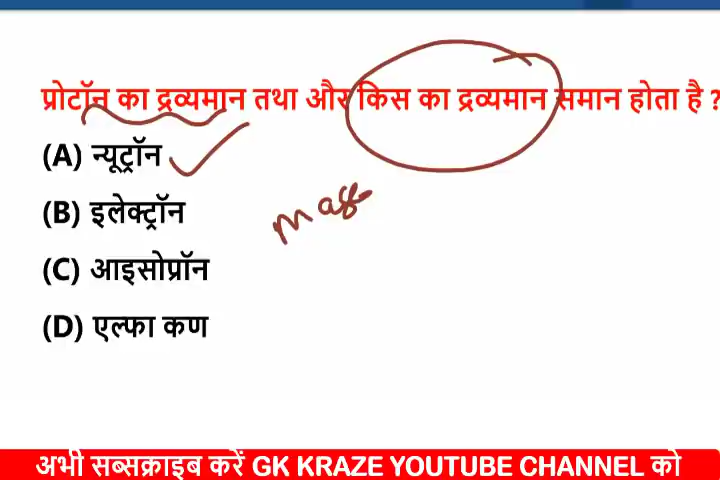 प्रोटॉन का द्रव्यमान तथा और किस का द्रव्यमान समान होता है ?
(A) न्यूट्रॉन
(B) इलेक्ट्रॉन
(C) आइसोप्रॉन
(D) एल्फा कण
mass
अभी सब्सक्राइब करें GK KRAZE YOUTUBE CHANNEL को